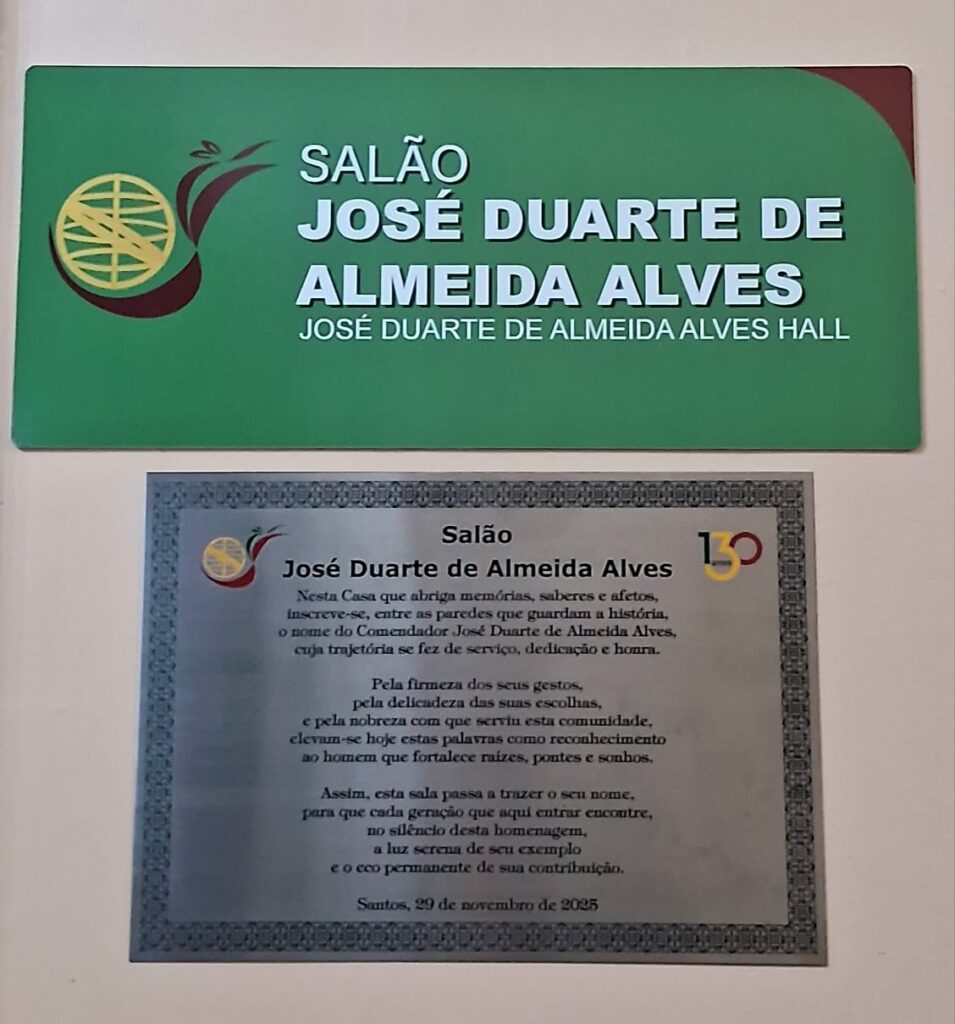 SALÃO
JOSÉ DUARTE DE
ALMEIDA ALVES
JOSÉ DUARTE DE ALMEIDA ALVES HALL
Salão
José Duarte de Almeida Alves
130
anos
Nesta Casa que abriga memórias, saberes e afetos,
inscreve-se, entre as paredes que guardam a história,
o nome do Comendador José Duarte de Almeida Alves,
cuja trajetória se fez de serviço, dedicação e honra.
Pela firmeza dos seus gestos,
pela delicadeza das suas escolhas,
e pela nobreza com que serviu esta comunidade,
elevam-se hoje estas palavras como reconhecimento
ao homem que fortalece raízes, pontes e sonhos.
Assim, esta sala passa a trazer o seu nome,
para que cada geração que aqui entrar encontre,
no silêncio desta homenagem,
a luz serena de seu exemplo
e o eco permanente de sua contribuição.
Santos, 29 de novembro de 2025